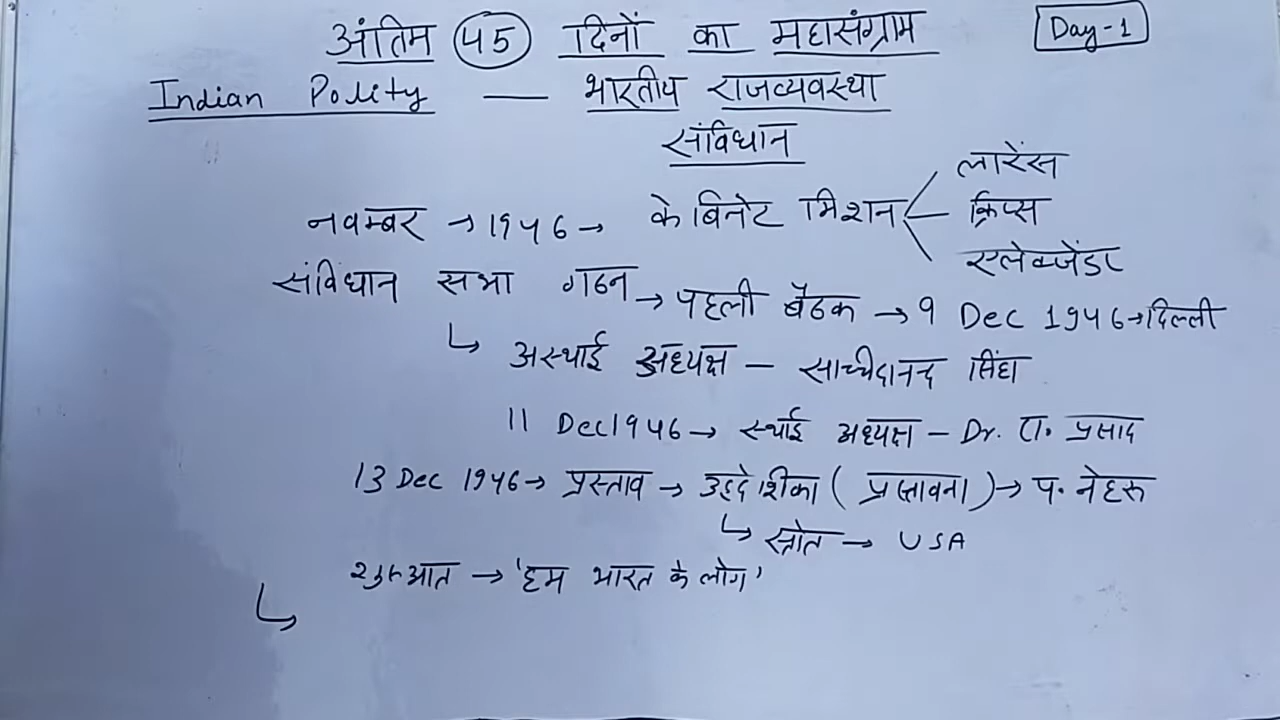 अंतिम 45 दिनों का महासंग्राम Day-1
Indian Polity — भारतीय राजव्यवस्था
संविधान
नवम्बर → 1946 → केबिनेट मिशन
लारेंस
क्रिप्स
एलेक्जेंडर
संविधान सभा गठन → पहली बैठक → 9 Dec 1946 → दिल्ली
↳ अस्थाई अध्यक्ष – सच्चिदानन्द सिंहा
11 Dec 1946 → स्थाई अध्यक्ष – Dr. रा. प्रसाद
13 Dec 1946 → प्रस्ताव → उद्देशिका ( प्रस्तावना ) → प. नेहरू
↳ स्त्रोत → USA
शुरुआत → 'हम भारत के लोग'